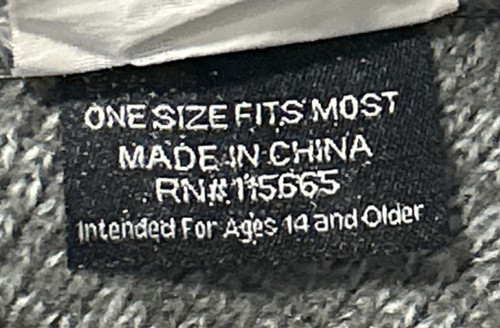 ONE SIZE FITS MOST
MADE IN CHINA
RN#115665
Intended For Ages 14 and Older